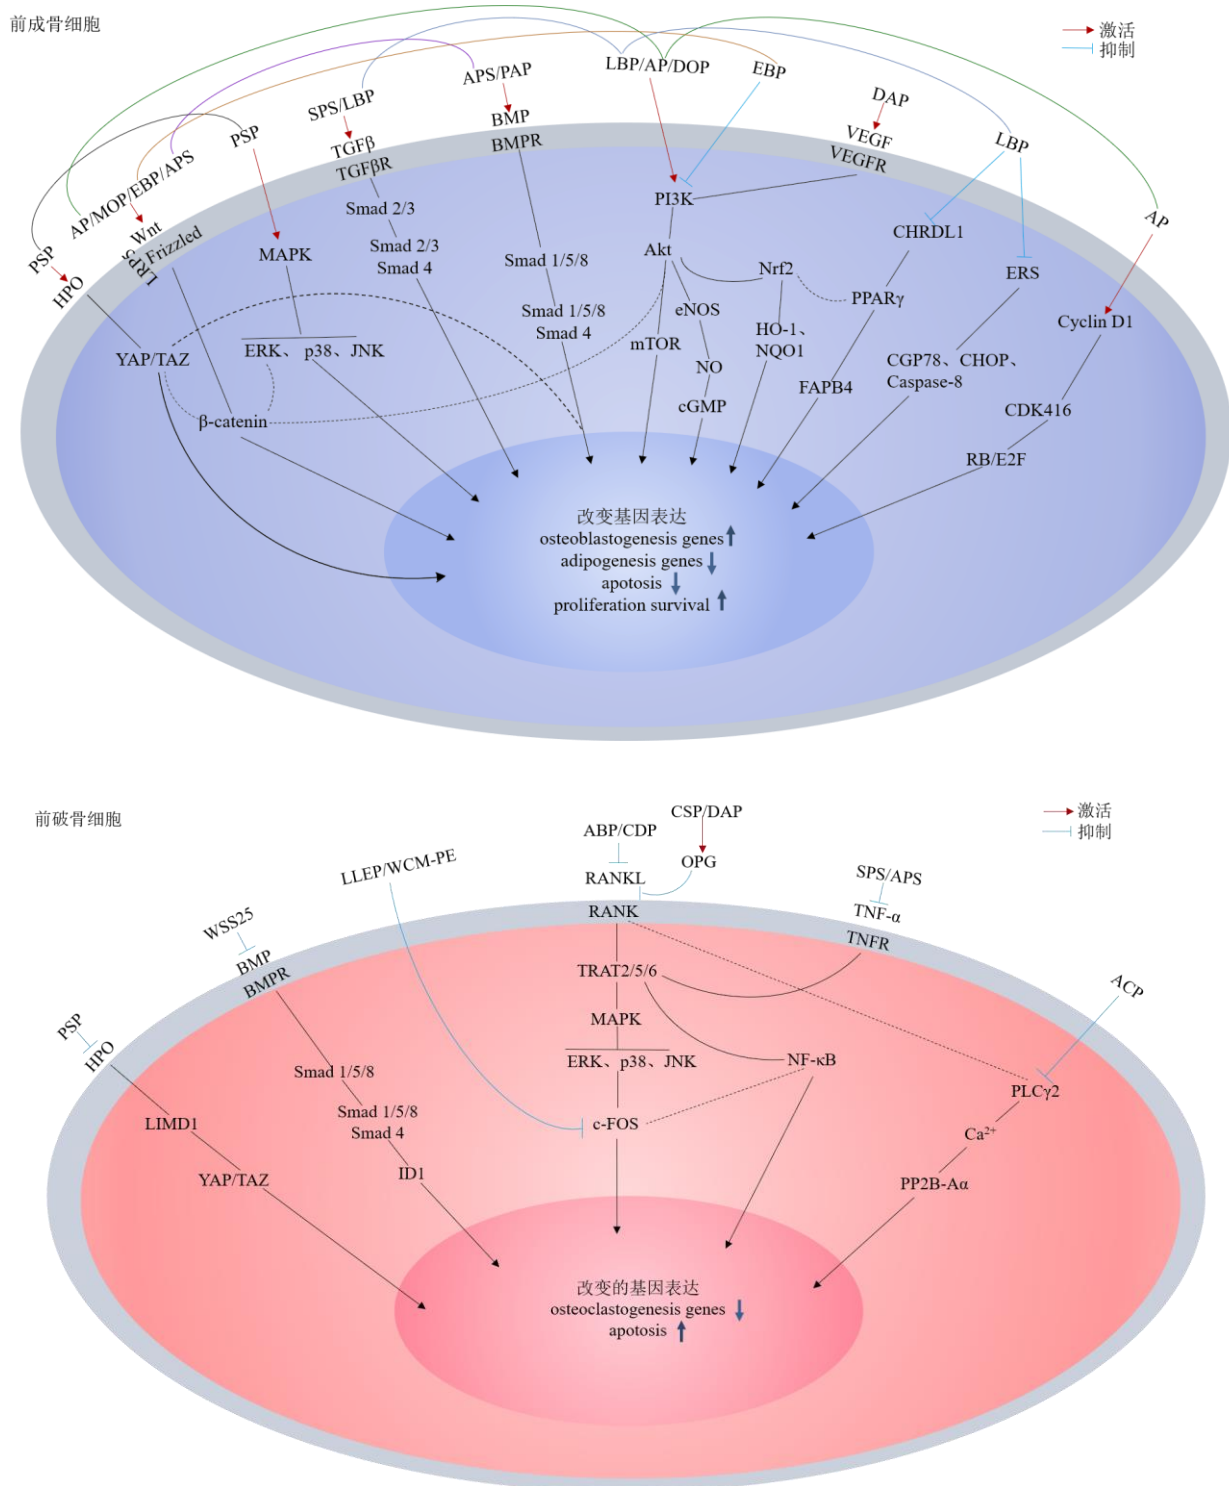 前成骨细胞
激活
抑制
LBP/AP/DOP
EBP
APS/PAP
SPS/LBP
DAP
PSP
BMP
VEGF
LBP
TGFβ
BMPR
VEGFR
TGFβR
AP/MOP/EBP/APS
PI3K
Smad 2/3
AP
Wnt
CHRDL1
LRP5
Frizzled
Smad 2/3
Smad 4
Akt
PSP
MAPK
Smad 1/5/8
Nrf2
ERS
HPO
PPARγ
eNOS
Smad 1/5/8
Smad 4
Cyclin D1
HO-1、
NQO1
mTOR
ERK、 p38、JNK
YAP/TAZ
CGP78、CHOP、
Caspase-8
NO
FAPB4
cGMP
CDK416
β-catenin
RB/E2F
改变基因表达
osteoblastogenesis genes
adipogenesis genes
apotosis
proliferation survival
前破骨细胞
激活
抑制
CSP/DAP
ABP/CDP
LLEP/WCM-PE
OPG
RANKL
SPS/APS
RANK
TNF-α
WSS25
TNFR
BMP
BMPR
TRAT2/5/6
ACP
MAPK
PSP
HPO
ERK、p38、JNK
NF-κB
Smad 1/5/8
PLCγ2
Smad 1/5/8
Smad 4
LIMD1
c-FOS
Ca²⁺
ID1
YAP/TAZ
PP2B-Aα
改变的基因表达
osteoclastogenesis genes
apotosis